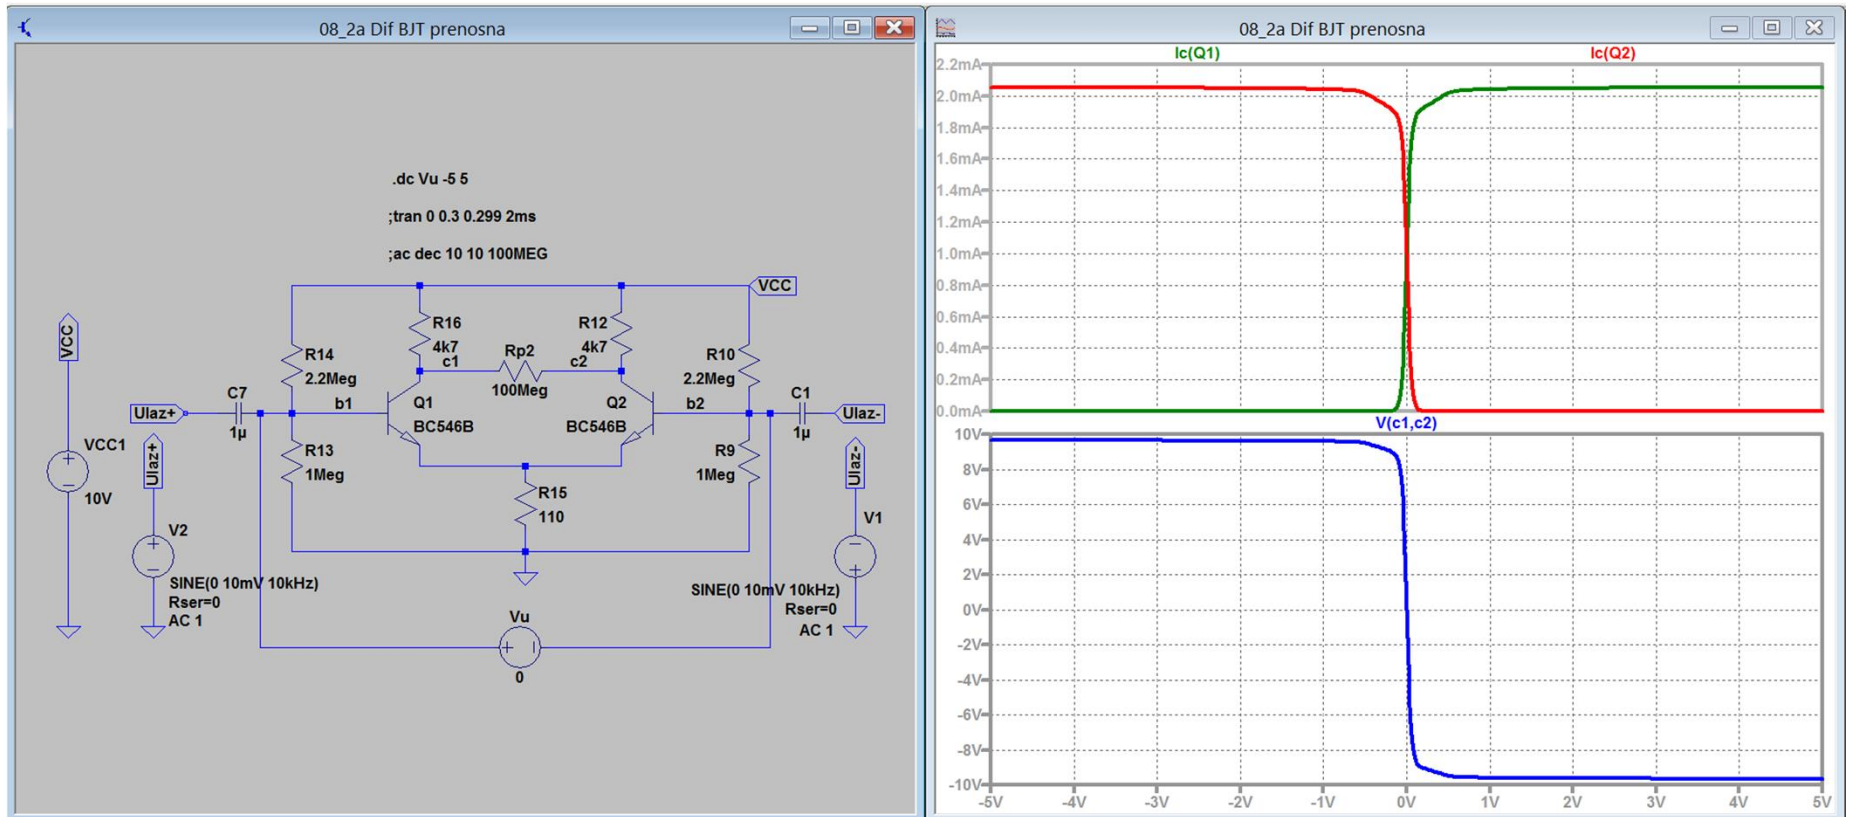 08_2a Dif BJT prenosna
.dc Vu -5 5
;tran 0 0.3 0.299 2ms
;ac dec 10 10 100MEG
VCC
VCC
R16
4k7
c1
R12
4k7
c2
Rp2
100Meg
R14
2.2Meg
R10
2.2Meg
C7
1µ
Ulaz+
b1
Q1
BC546B
Q2
BC546B
b2
C1
1µ
Ulaz-
R13
1Meg
R9
1Meg
VCC1
10V
Ulaz+
R15
110
Ulaz-
V2
V1
SINE(0 10mV 10kHz)
Rser=0
AC 1
SINE(0 10mV 10kHz)
Rser=0
AC 1
Vu
0
08_2a Dif BJT prenosna
Ic(Q1)
Ic(Q2)
2.2mA
2.0mA
1.8mA
1.6mA
1.4mA
1.2mA
1.0mA
0.8mA
0.6mA
0.4mA
0.2mA
0.0mA
V(c1,c2)
10V
8V
6V
4V
2V
0V
-2V
-4V
-6V
-8V
-10V
-5V -4V -3V -2V -1V 0V 1V 2V 3V 4V 5V